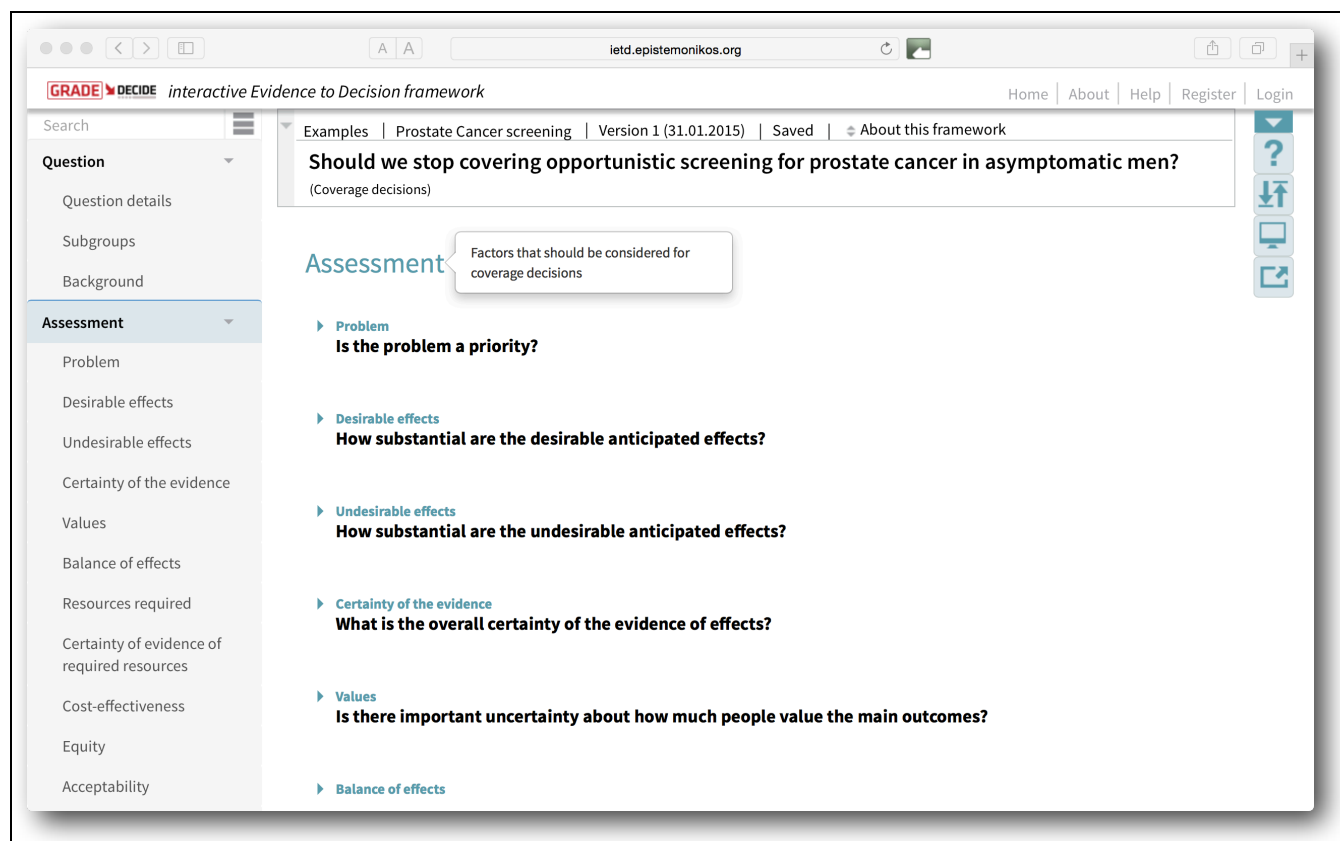 A A
ietd.epistemonikos.org
GRADE DECIDE interactive Evidence to Decision framework
Home | About | Help | Register | Login
Search
Question
Question details
Subgroups
Background
Assessment
Problem
Desirable effects
Undesirable effects
Certainty of the evidence
Values
Balance of effects
Resources required
Certainty of evidence of
required resources
Cost-effectiveness
Equity
Acceptability
Examples | Prostate Cancer screening | Version 1 (31.01.2015) | Saved | About this framework
Should we stop covering opportunistic screening for prostate cancer in asymptomatic men?
(Coverage decisions)
Assessment
Factors that should be considered for
coverage decisions
Problem
Is the problem a priority?
Desirable effects
How substantial are the desirable anticipated effects?
Undesirable effects
How substantial are the undesirable anticipated effects?
Certainty of the evidence
What is the overall certainty of the evidence of effects?
Values
Is there important uncertainty about how much people value the main outcomes?
Balance of effects
?